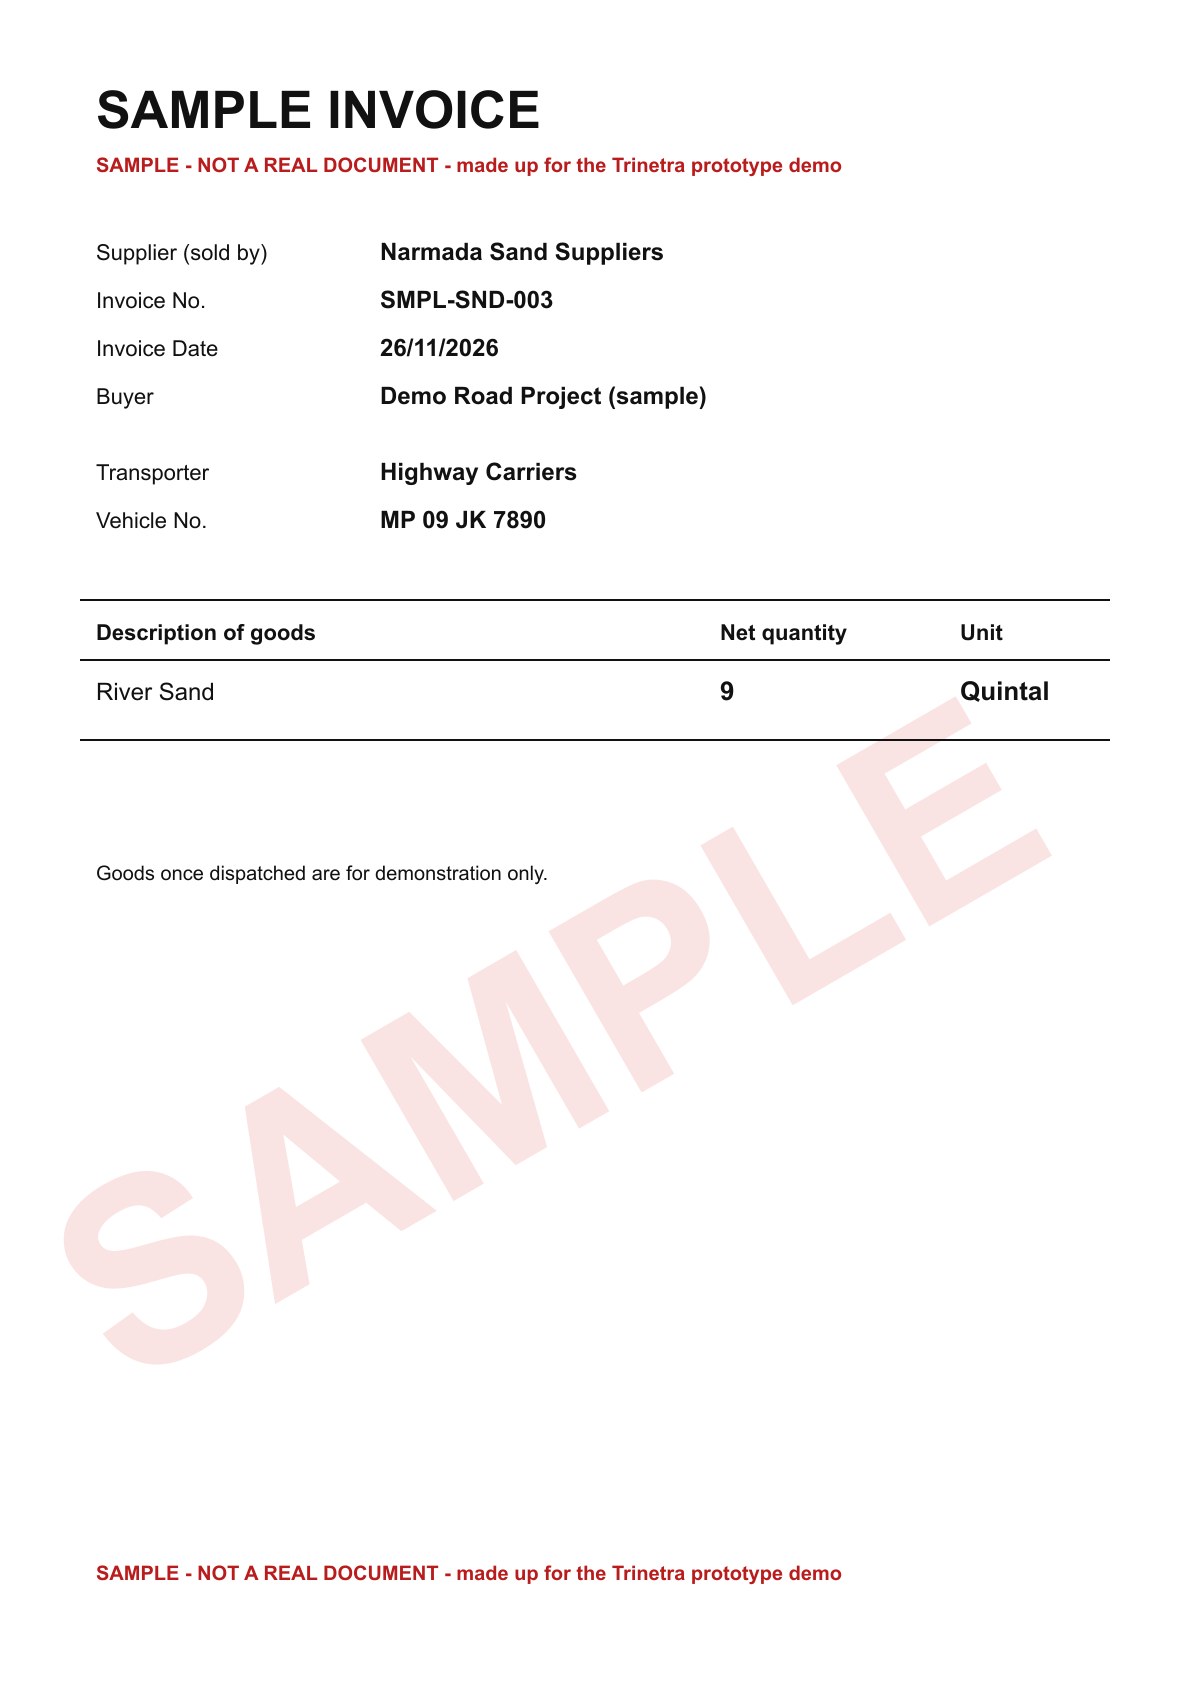 SAMPLE INVOICE
SAMPLE - NOT A REAL DOCUMENT - made up for the Trinetra prototype demo
Supplier (sold by) Narmada Sand Suppliers
Invoice No. SMPL-SND-003
Invoice Date 26/11/2026
Buyer Demo Road Project (sample)
Transporter Highway Carriers
Vehicle No. MP 09 JK 7890
Description of goods Net quantity Unit
River Sand 9 Quintal
Goods once dispatched are for demonstration only.
SAMPLE
SAMPLE - NOT A REAL DOCUMENT - made up for the Trinetra prototype demo